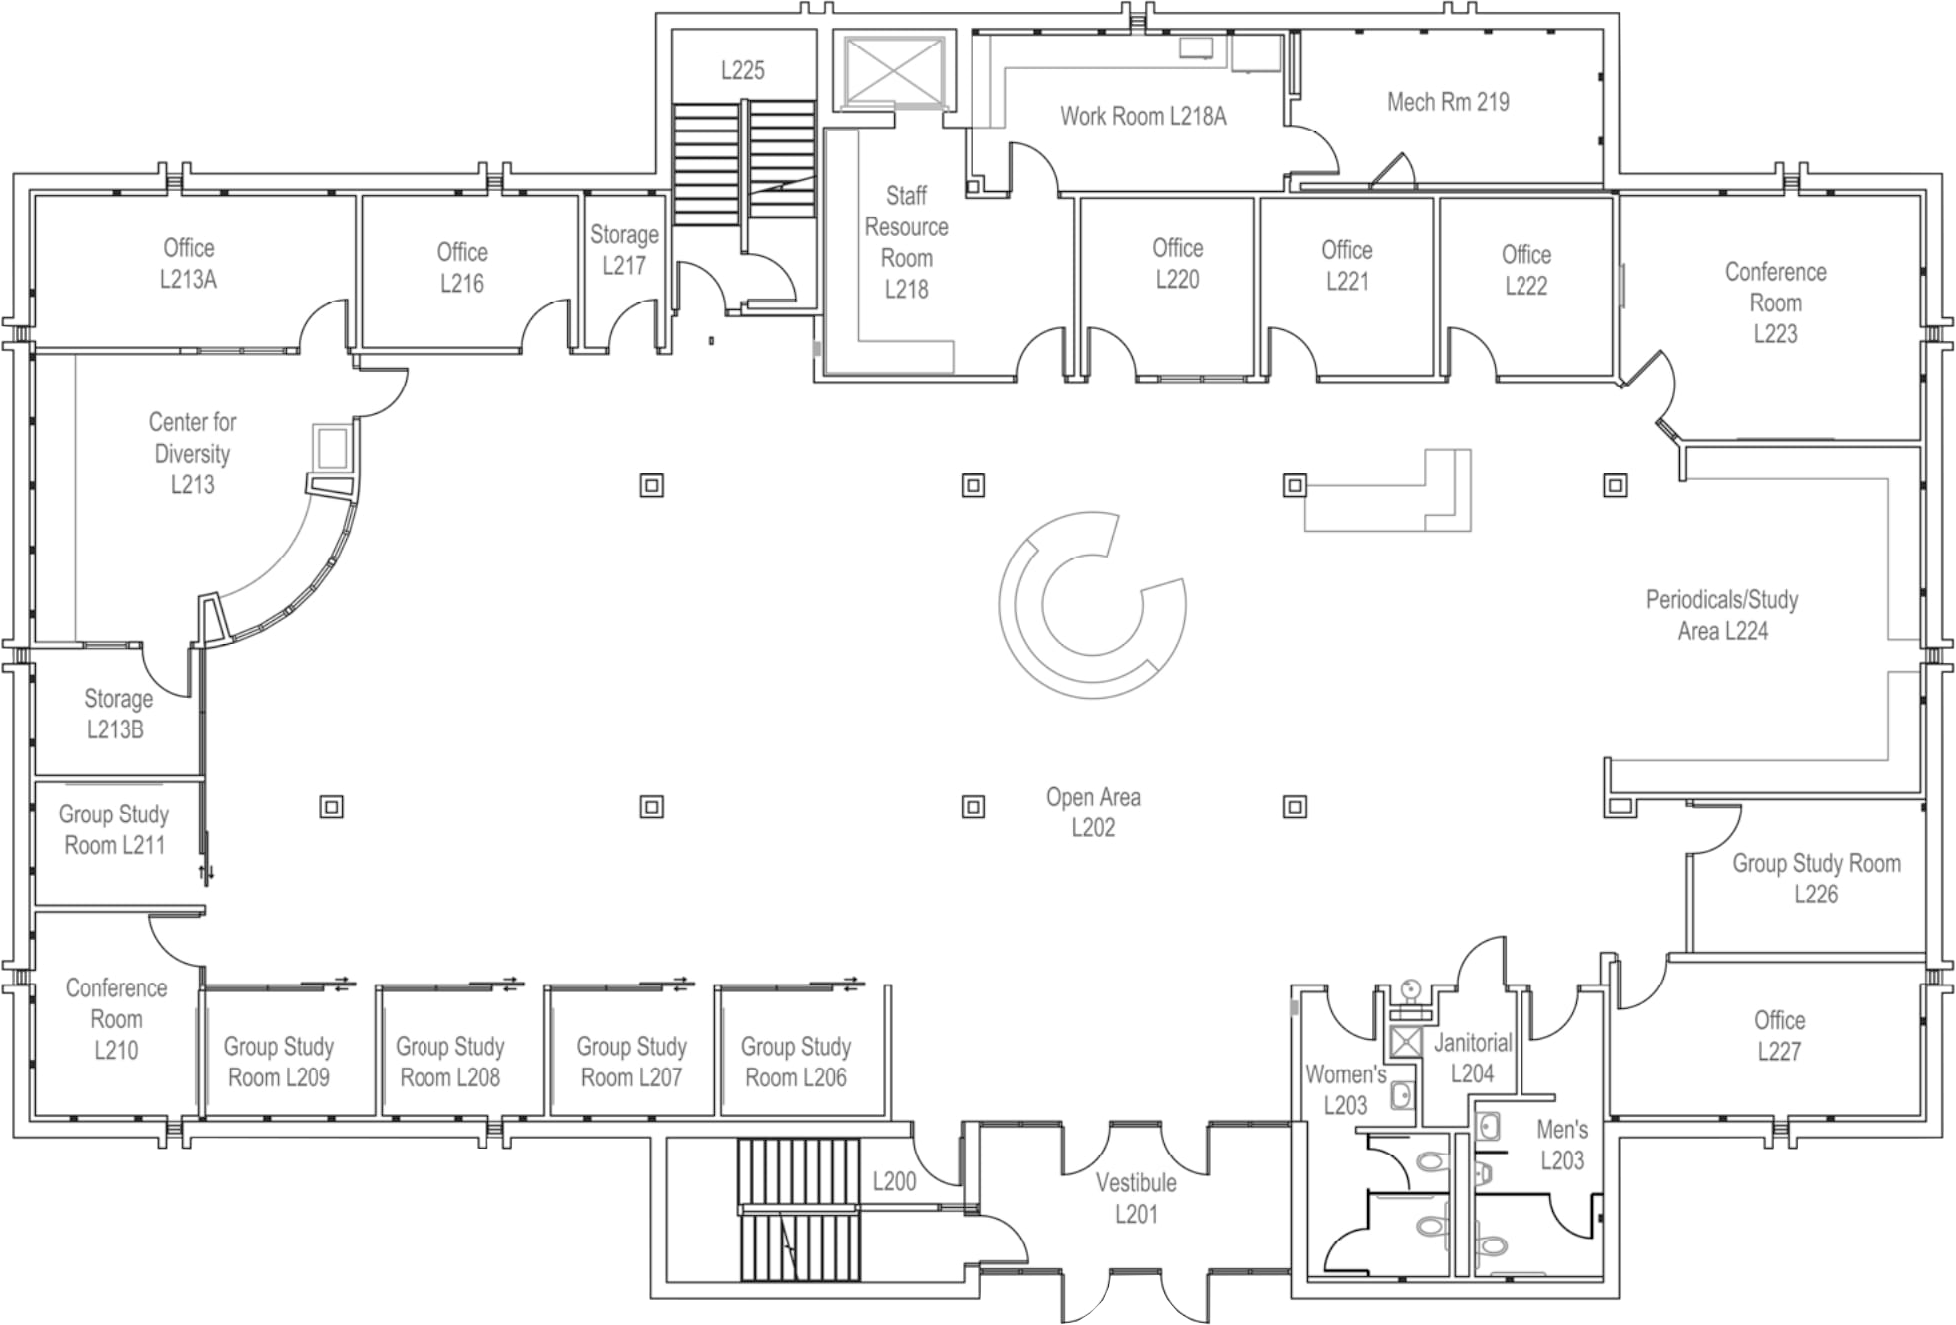 L225
Work Room L218A
Mech Rm 219
Office
L213A
Office
L216
Storage
L217
Staff
Resource
Room
L218
Office
L220
Office
L221
Office
L222
Conference
Room
L223
Center for
Diversity
L213
Periodicals/Study
Area L224
Storage
L213B
Group Study
Room L211
Open Area
L202
Group Study Room
L226
Conference
Room
L210
Group Study
Room L209
Group Study
Room L208
Group Study
Room L207
Group Study
Room L206
Women's
L203
Janitorial
L204
Men's
L203
Office
L227
L200
Vestibule
L201